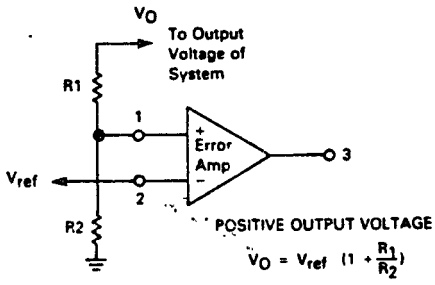 VO
To Output
Voltage of
System
R1
1
+
Error
Amp
3
Vref
−
2
R2
POSITIVE OUTPUT VOLTAGE
VO = Vref (1 + R1/R2)